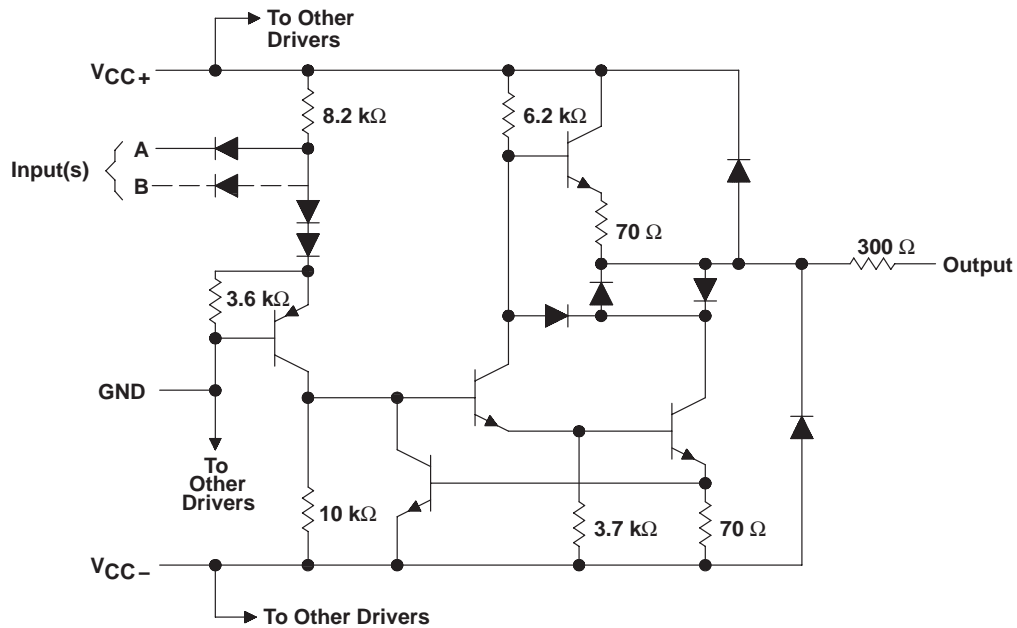 To Other
Drivers
VCC+
8.2 kΩ
6.2 kΩ
A
Input(s)
B
70 Ω
300 Ω
Output
3.6 kΩ
GND
To
Other
Drivers
10 kΩ
3.7 kΩ
70 Ω
VCC−
To Other Drivers